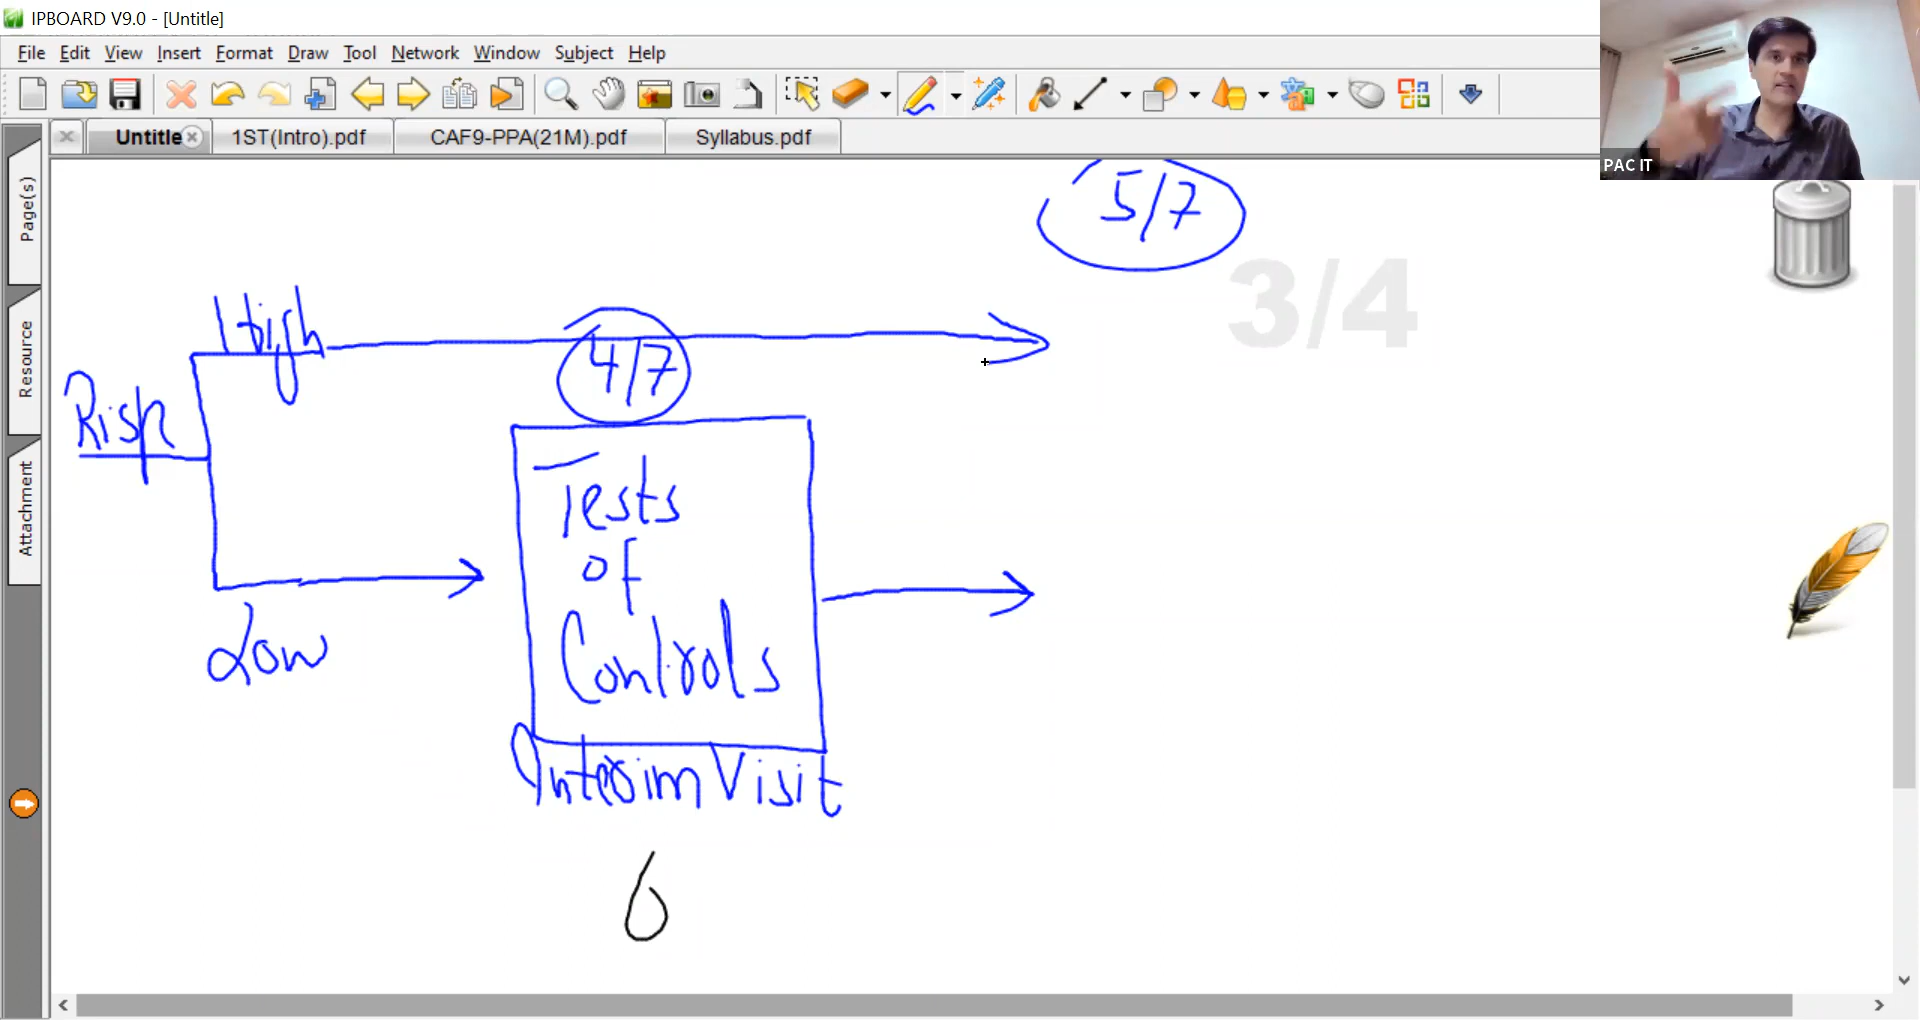 IPBOARD V9.0 - [Untitle]
File Edit View Insert Format Draw Tool Network Window Subject Help
PAC IT
Untitle 1ST(Intro).pdf CAF9-PPA(21M).pdf Syllabus.pdf
Page(s)
Resource
Attachment
5/7
3/4
High
4/7
Risk
Tests
of
Controls
Low
Interim Visit
6